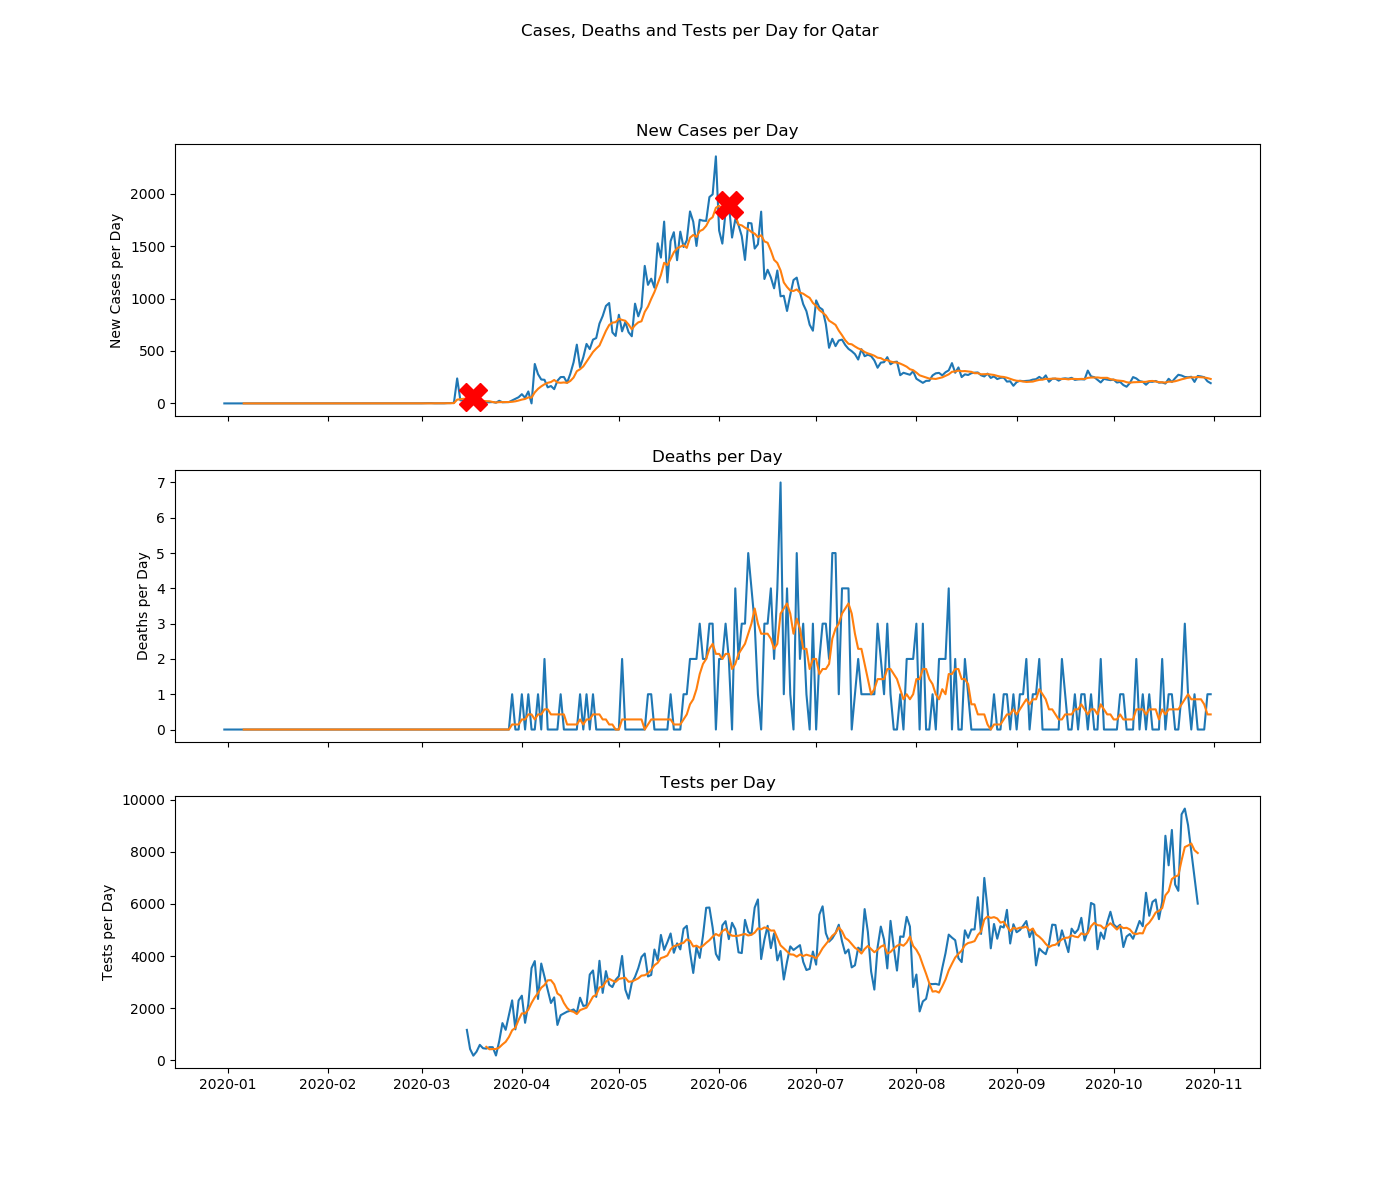 Cases, Deaths and Tests per Day for Qatar
New Cases per Day
New Cases per Day
2000
1500
1000
500
0
Deaths per Day
Deaths per Day
7
6
5
4
3
2
1
0
Tests per Day
Tests per Day
10000
8000
6000
4000
2000
0
2020-01 2020-02 2020-03 2020-04 2020-05 2020-06 2020-07 2020-08 2020-09 2020-10 2020-11